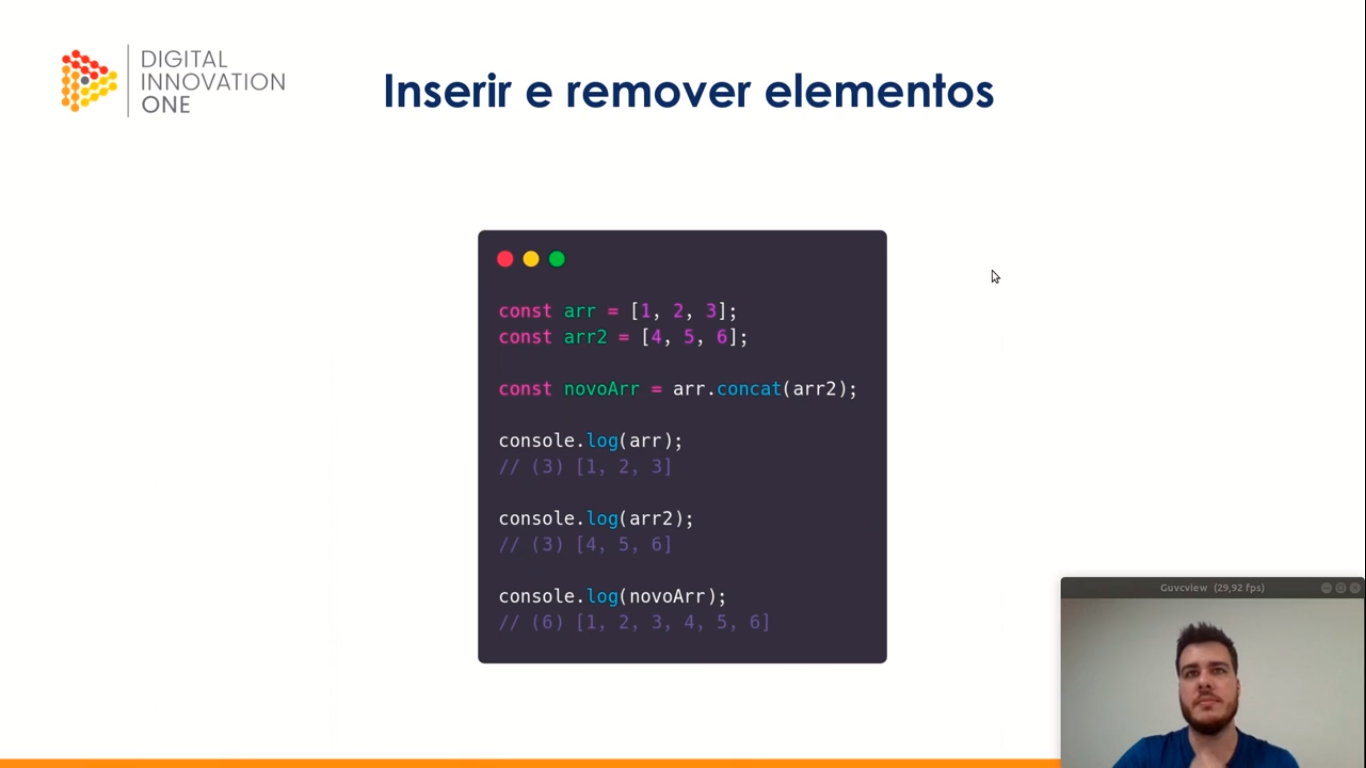 DIGITAL
INNOVATION
ONE
Inserir e remover elementos
const arr = [1, 2, 3];
const arr2 = [4, 5, 6];
const novoArr = arr.concat(arr2);
console.log(arr);
// (3) [1, 2, 3]
console.log(arr2);
// (3) [4, 5, 6]
console.log(novoArr);
// (6) [1, 2, 3, 4, 5, 6]
Guvcview (29,92 fps)